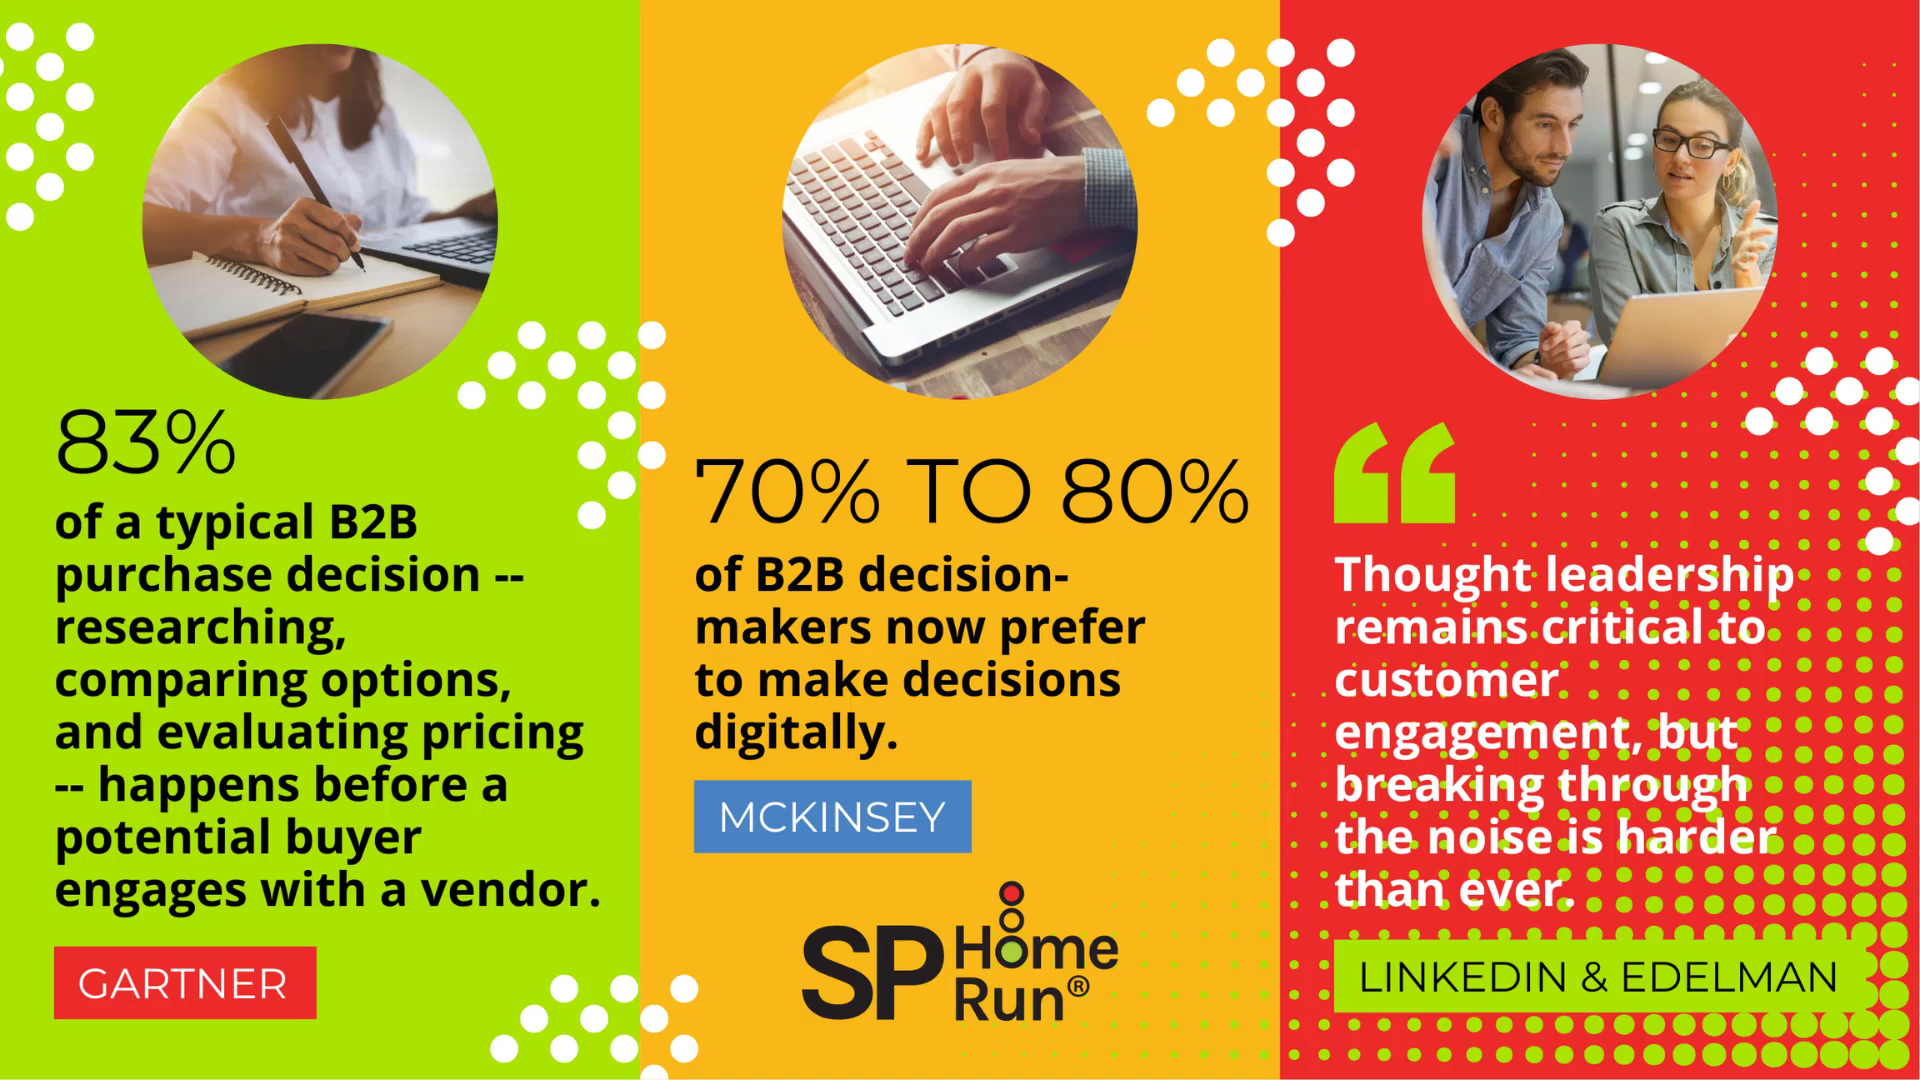 83%
of a typical B2B
purchase decision --
researching,
comparing options,
and evaluating pricing
-- happens before a
potential buyer
engages with a vendor.
GARTNER
70% TO 80%
of B2B decision-
makers now prefer
to make decisions
digitally.
MCKINSEY
SP Home
Run®
“
Thought leadership
remains critical to
customer
engagement, but
breaking through
the noise is harder
than ever.
LINKEDIN & EDELMAN